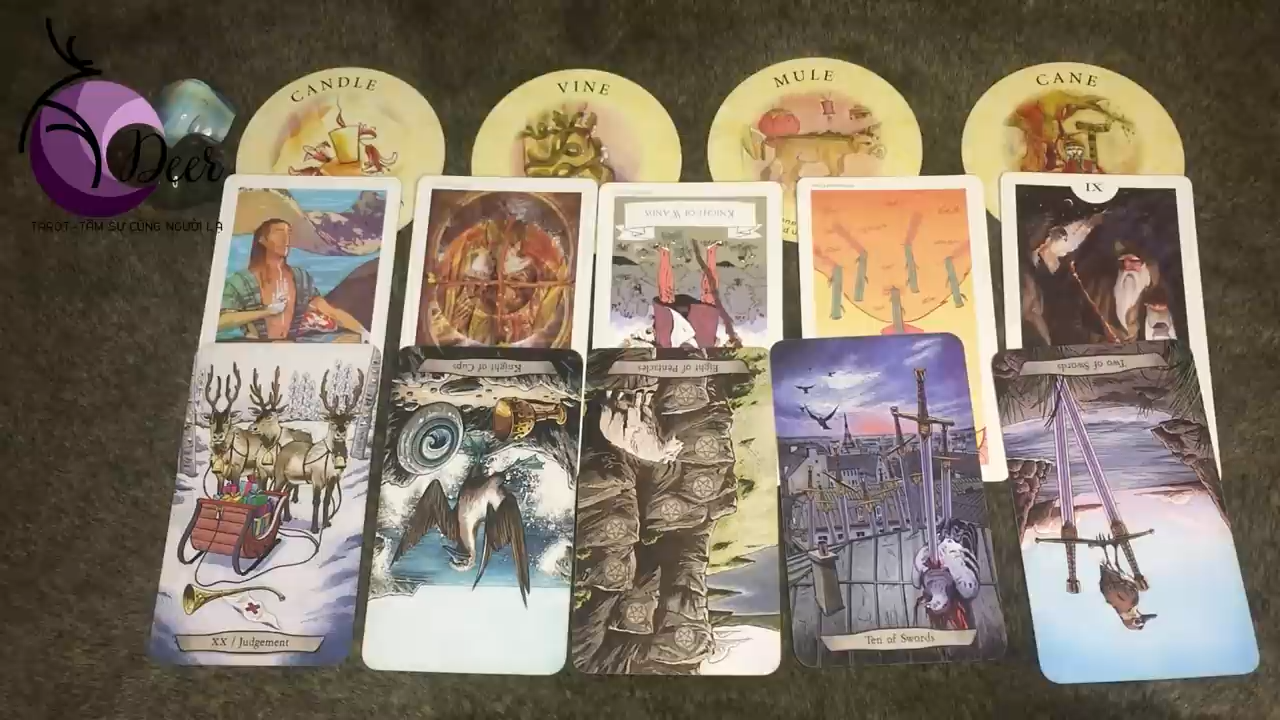 CANDLE
VINE
MULE
CANE
Deer
TAROT-TÂM SỰ CÙNG NGƯỜI LẠ
KNIGHT OF WANDS
IX
Knight of Cups
Eight of Pentacles
Two of Swords
XX / Judgement
Ten of Swords